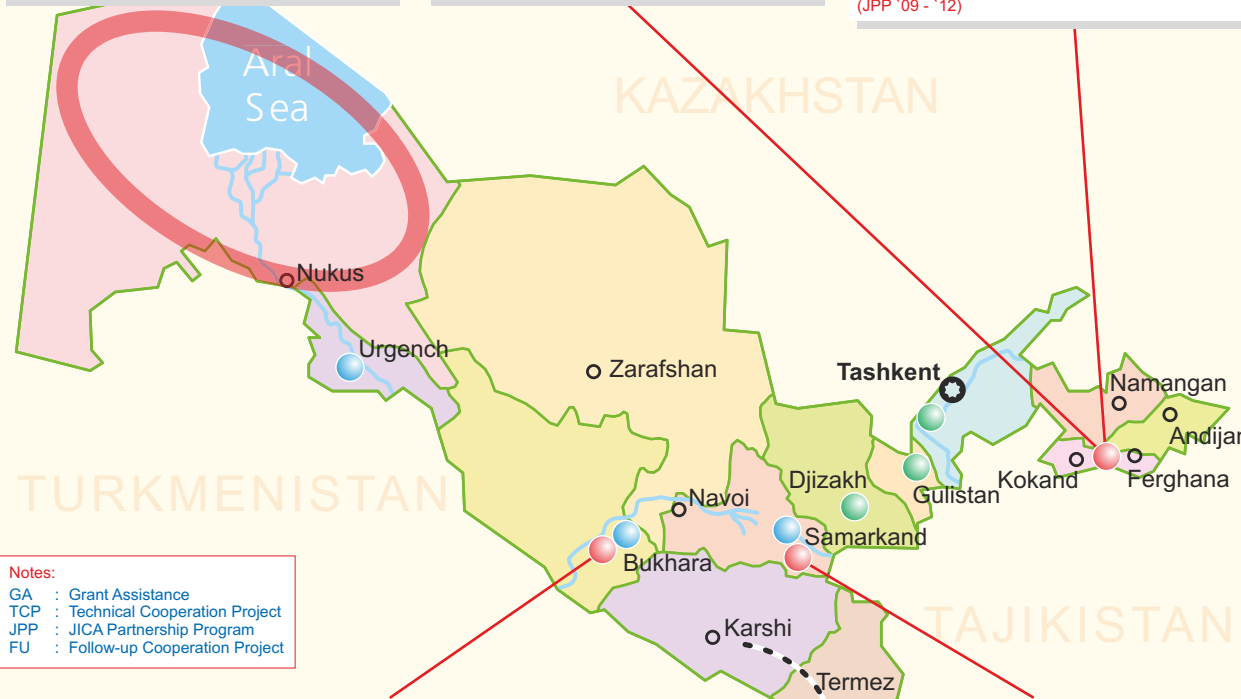 (JPP `09 - `12)
Aral
Sea
KAZAKHSTAN
Nukus
Urgench
Zarafshan
Tashkent
Namangan
Andijan
Kokand
Ferghana
Gulistan
Djizakh
TURKMENISTAN
Navoi
Samarkand
Bukhara
Notes:
GA : Grant Assistance
TCP : Technical Cooperation Project
JPP : JICA Partnership Program
FU : Follow-up Cooperation Project
TAJIKISTAN
Karshi
Termez